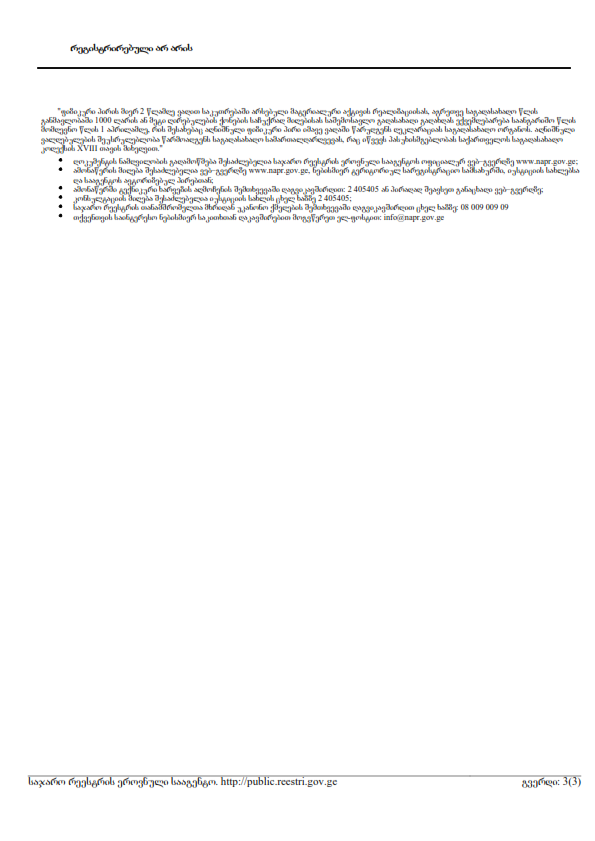 რეგისტრირებული არ არის
"ფიზიკური პირის მიერ 2 წლამდე ვადით საკუთრებაში არსებული მატერიალური აქტივის რეალიზაციისას, აგრეთვე საგადასახადო წლის
განმავლობაში 1000 ლარის ან მეტი ღირებულების ქონების საჩუქრად მიღებისას საშემოსავლო გადასახადი გადახდას ექვემდებარება საანგარიშო წლის
მომდევნო წლის 1 აპრილამდე, რის შესახებაც აღნიშნული ფიზიკური პირი იმავე ვადაში წარუდგენს დეკლარაციას საგადასახადო ორგანოს. აღნიშნული
ვალდებულების შეუსრულებლობა წარმოადგენს საგადასახადო სამართალდარღვევას, რაც იწვევს პასუხისმგებლობას საქართველოს საგადასახადო
კოდექსის XVIII თავის მიხედვით."
• დოკუმენტის ნამდვილობის გადამოწმება შესაძლებელია საჯარო რეესტრის ეროვნული სააგენტოს ოფიციალურ ვებ-გვერდზე www.napr.gov.ge;
• ამონაწერის მიღება შესაძლებელია ვებ-გვერდზე www.napr.gov.ge, ნებისმიერ ტერიტორიულ სარეგისტრაციო სამსახურში, იუსტიციის სახლებსა
და სააგენტოს ავტორიზებულ პირებთან;
• ამონაწერში ტექნიკური ხარვეზის აღმოჩენის შემთხვევაში დაგვიკავშირდით: 2 405405 ან პირადად შეავსეთ განაცხადი ვებ-გვერდზე;
• კონსულტაციის მიღება შესაძლებელია იუსტიციის სახლის ცხელ ხაზზე 2 405405;
• საჯარო რეესტრის თანამშრომელთა მხრიდან უკანონო ქმედების შემთხვევაში დაგვიკავშირდით ცხელ ხაზზე: 08 009 009 09
• თქვენთვის საინტერესო ნებისმიერ საკითხთან დაკავშირებით მოგვწერეთ ელ-ფოსტით: info@napr.gov.ge
საჯარო რეესტრის ეროვნული სააგენტო. http://public.reestri.gov.ge გვერდი: 3(3)